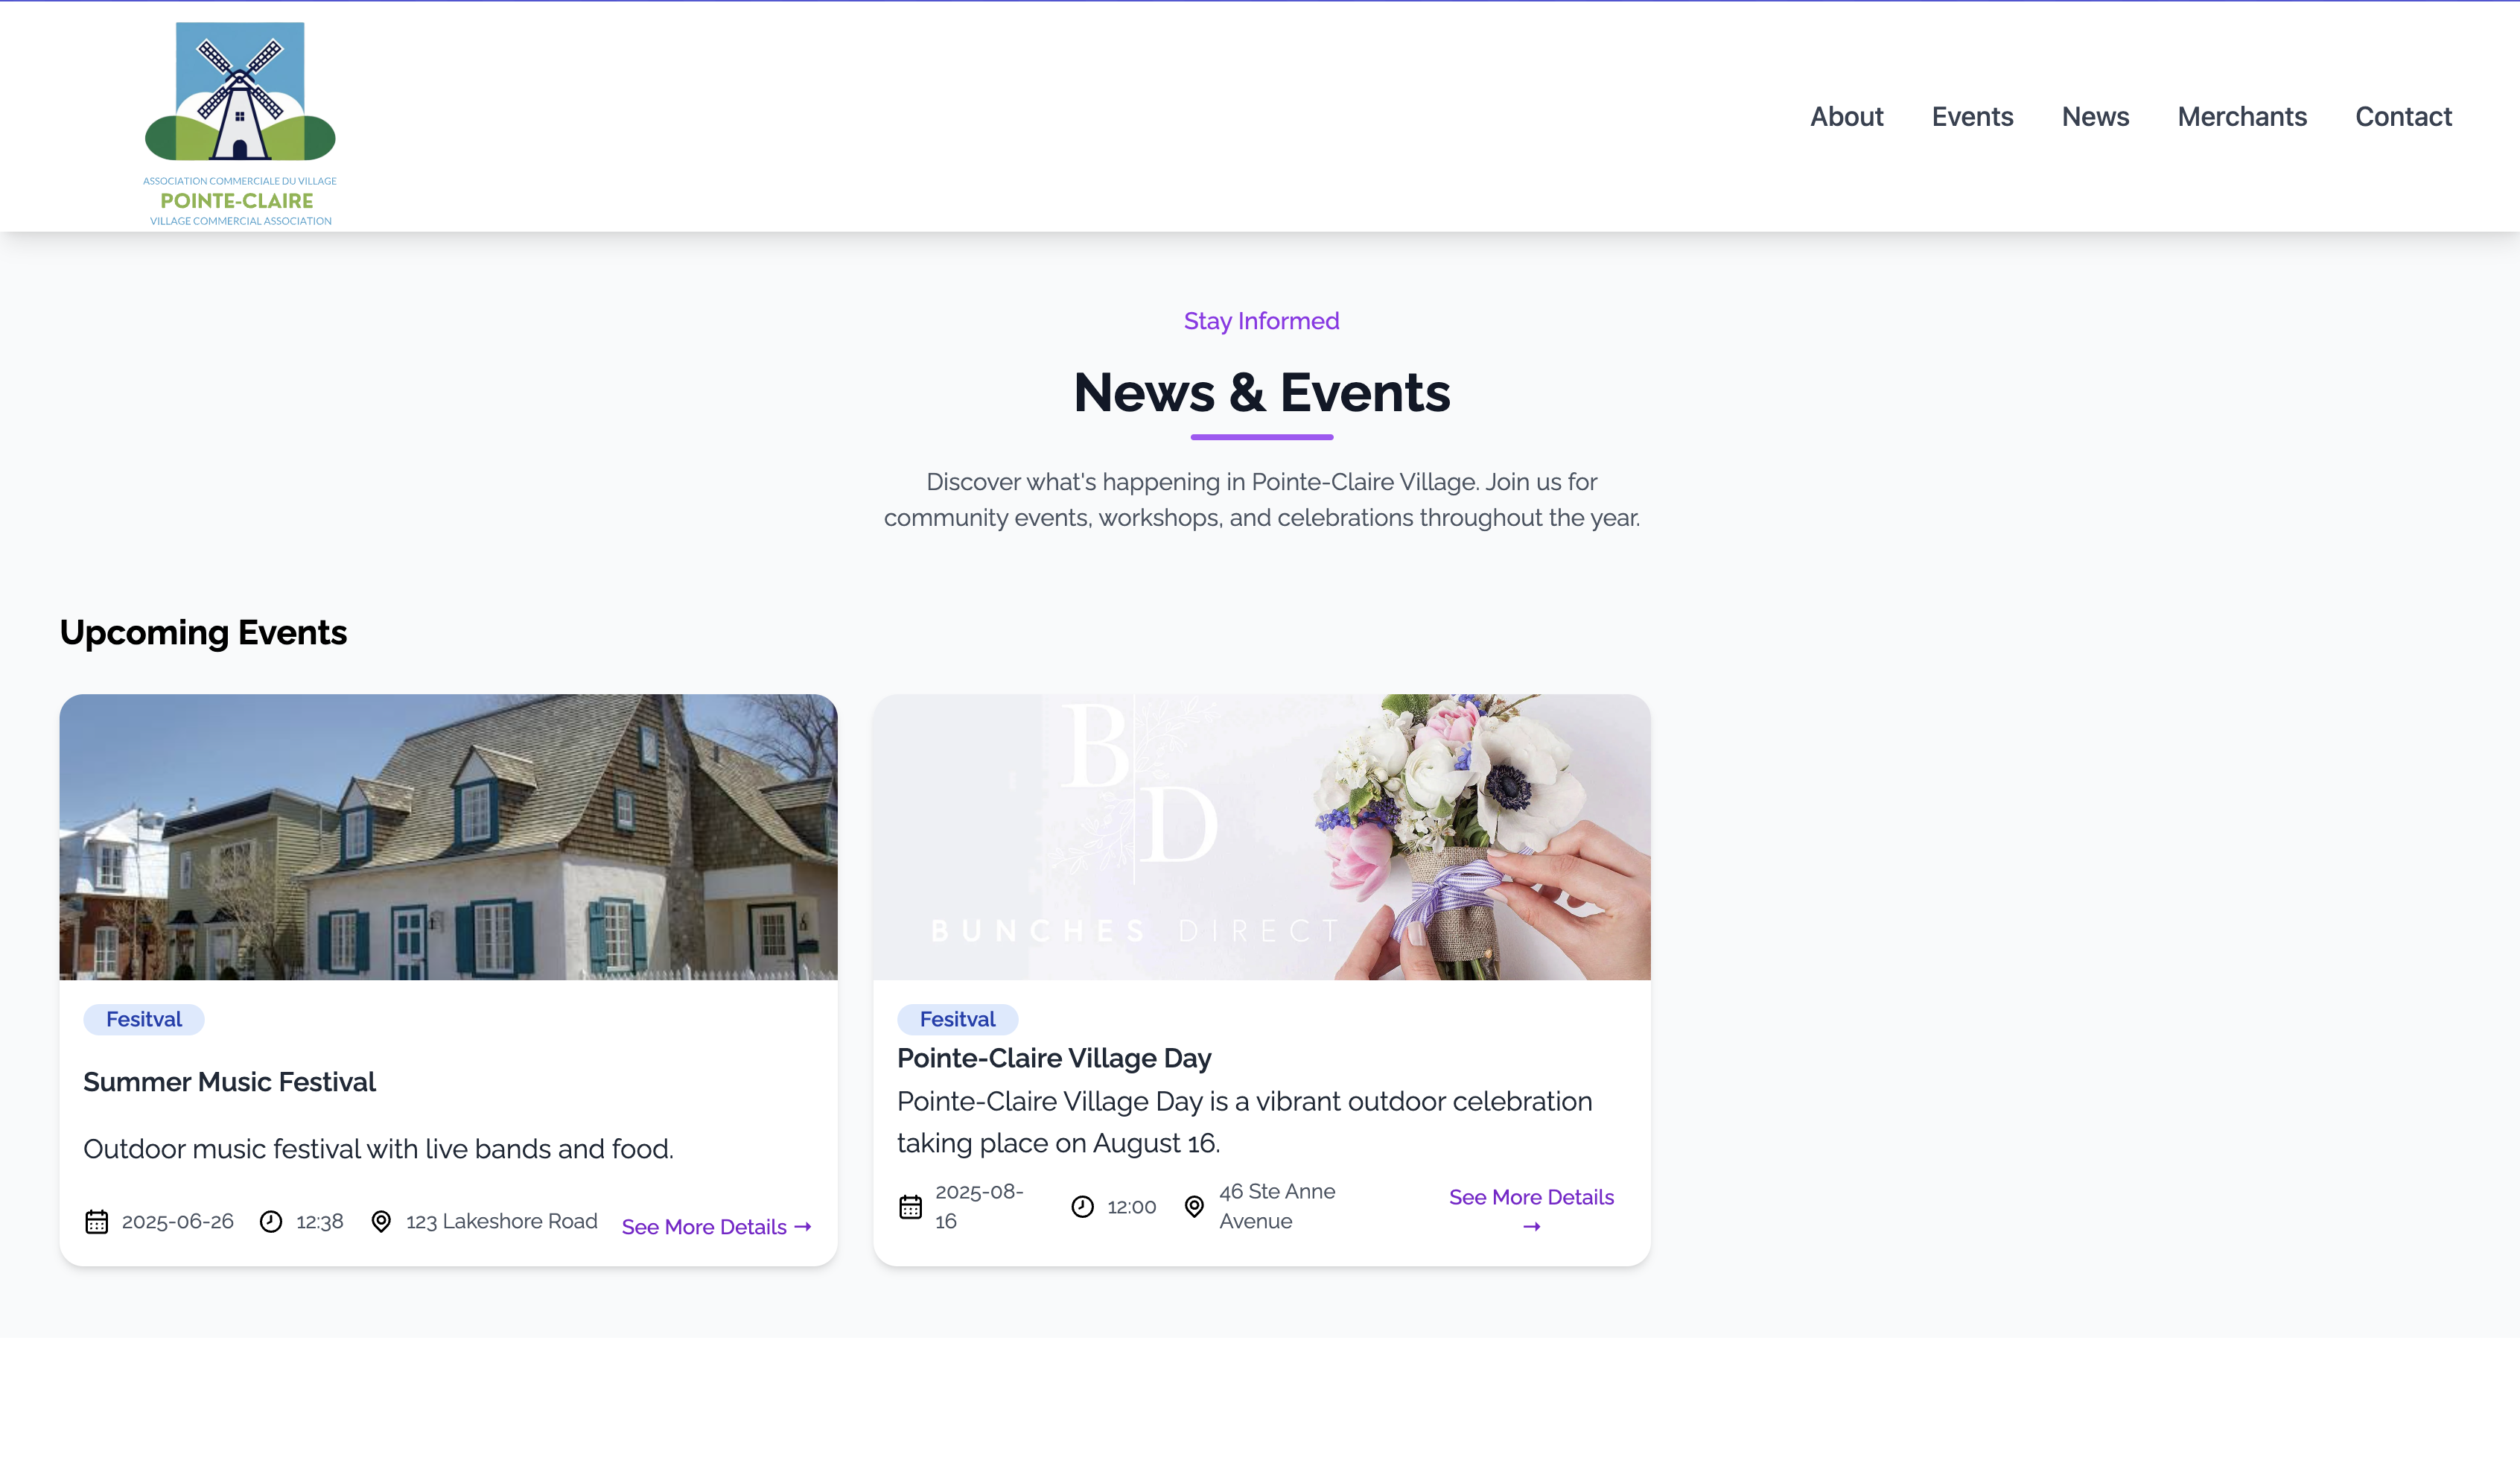 ASSOCIATION COMMERCIALE DU VILLAGE
POINTE-CLAIRE
VILLAGE COMMERCIAL ASSOCIATION
About Events News Merchants Contact
Stay Informed
News & Events
Discover what's happening in Pointe-Claire Village. Join us for
community events, workshops, and celebrations throughout the year.
Upcoming Events
Fesitval
Summer Music Festival
Outdoor music festival with live bands and food.
2025-06-26 12:38 123 Lakeshore Road See More Details →
B
D
BUNCHES DIRECT
Fesitval
Pointe-Claire Village Day
Pointe-Claire Village Day is a vibrant outdoor celebration
taking place on August 16.
2025-08-
16
12:00
46 Ste Anne
Avenue
See More Details
→